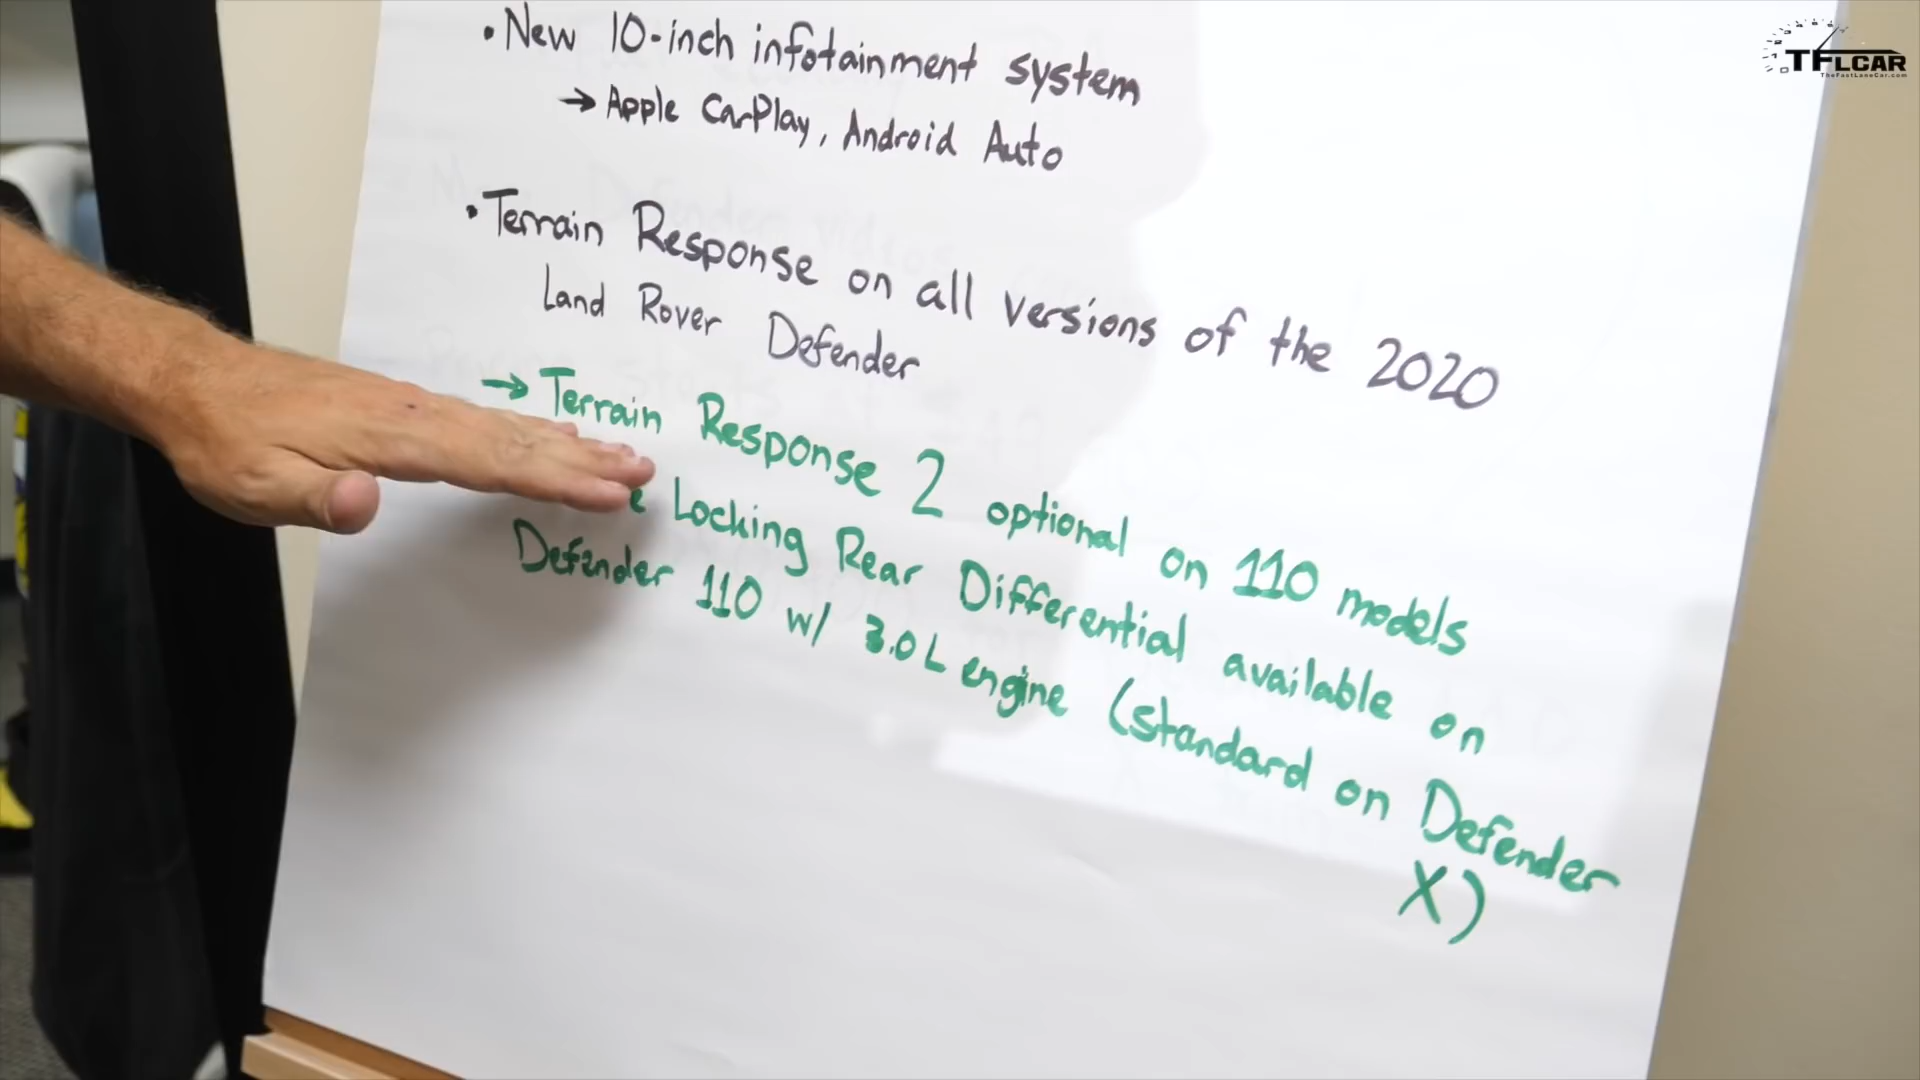 TFLCAR
TheFastLaneCar.com
• New 10-inch infotainment system
→ Apple CarPlay, Android Auto
• Terrain Response on all versions of the 2020
Land Rover Defender
→ Terrain Response 2 optional on 110 models
Locking Rear Differential available on
Defender 110 w/ 3.0L engine (standard on Defender
X)